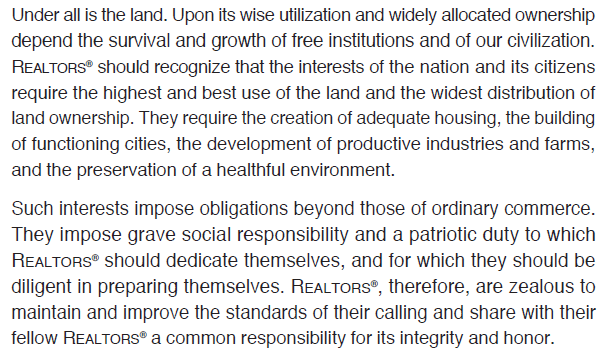 Under all is the land. Upon its wise utilization and widely allocated ownership
depend the survival and growth of free institutions and of our civilization.
REALTORS® should recognize that the interests of the nation and its citizens
require the highest and best use of the land and the widest distribution of
land ownership. They require the creation of adequate housing, the building
of functioning cities, the development of productive industries and farms,
and the preservation of a healthful environment.
Such interests impose obligations beyond those of ordinary commerce.
They impose grave social responsibility and a patriotic duty to which
REALTORS® should dedicate themselves, and for which they should be
diligent in preparing themselves. REALTORS®, therefore, are zealous to
maintain and improve the standards of their calling and share with their
fellow REALTORS® a common responsibility for its integrity and honor.